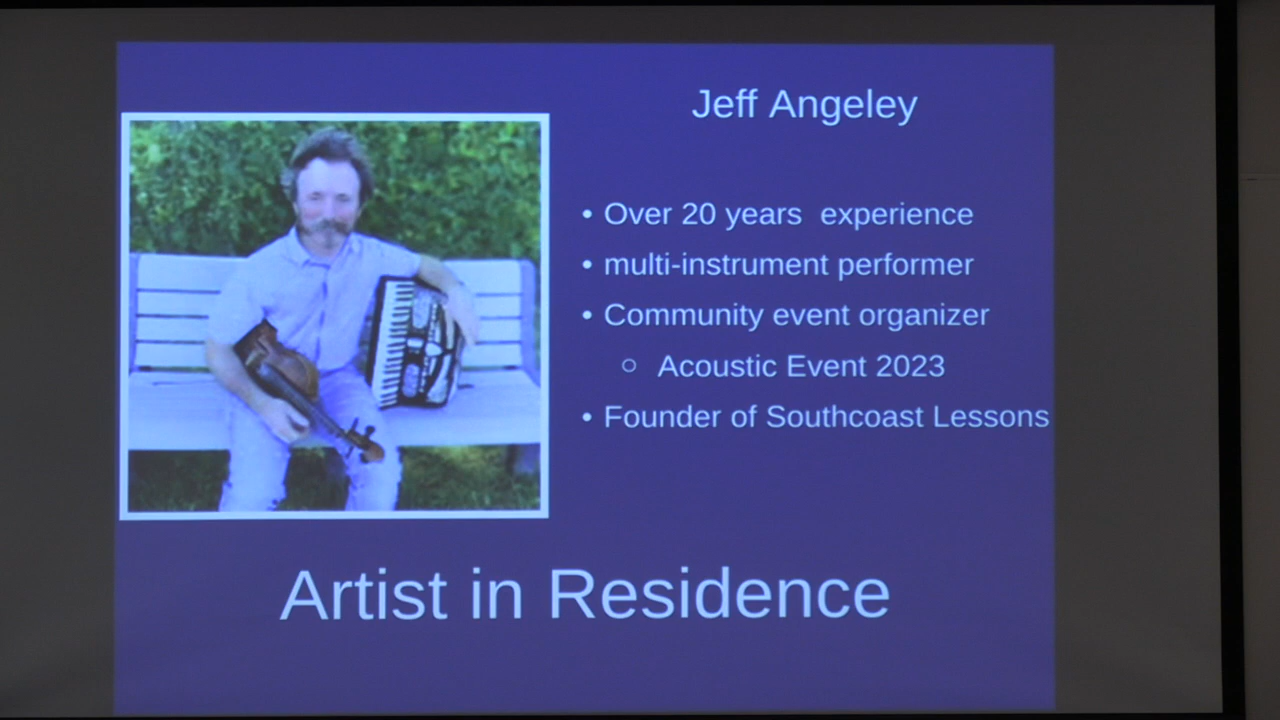 Jeff Angeley
• Over 20 years  experience
• multi-instrument performer
• Community event organizer
○ Acoustic Event 2023
• Founder of Southcoast Lessons
Artist in Residence